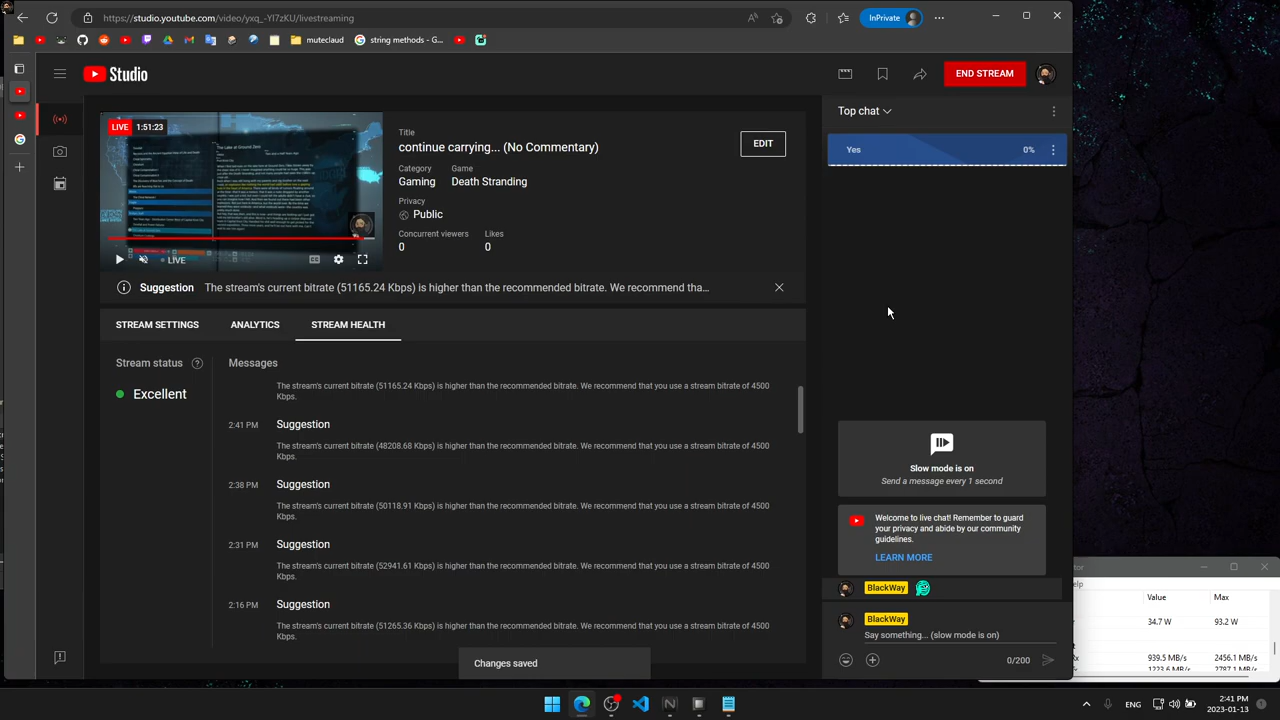 https://studio.youtube.com/video/yxq_-YI7zKU/livestreaming
InPrivate
muteclaud
string methods - G...
Studio
END STREAM
LIVE 1:51:23
The Lake at Ground Zero
LIVE
Title
continue carrying... (No Commentary)
EDIT
Category
Game
Gaming
Privacy
Public
Concurrent viewers
Likes
0
0
Suggestion
The stream's current bitrate (51165.24 Kbps) is higher than the recommended bitrate. We recommend tha...
STREAM SETTINGS
ANALYTICS
STREAM HEALTH
Stream status
Excellent
Messages
The stream's current bitrate (51165.24 Kbps) is higher than the recommended bitrate. We recommend that you use a stream bitrate of 4500
Kbps.
2:41 PM
Suggestion
The stream's current bitrate (48208.68 Kbps) is higher than the recommended bitrate. We recommend that you use a stream bitrate of 4500
Kbps.
2:38 PM
Suggestion
The stream's current bitrate (50118.91 Kbps) is higher than the recommended bitrate. We recommend that you use a stream bitrate of 4500
Kbps.
2:31 PM
Suggestion
The stream's current bitrate (52941.61 Kbps) is higher than the recommended bitrate. We recommend that you use a stream bitrate of 4500
Kbps.
2:16 PM
Suggestion
The stream's current bitrate (51265.36 Kbps) is higher than the recommended bitrate. We recommend that you use a stream bitrate of 4500
Kbps.
Changes saved
Top chat
0%
Slow mode is on
Send a message every 1 second
Welcome to live chat! Remember to guard
your privacy and abide by our community
guidelines.
LEARN MORE
BlackWay
BlackWay
Say something... (slow mode is on)
0/200
Value
Max
34.7 W
93.2 W
939.5 MB/s
2456.1 MB/s
1223.6 MB/s
2787.1 MB/s
ENG
2:41 PM
2023-01-13